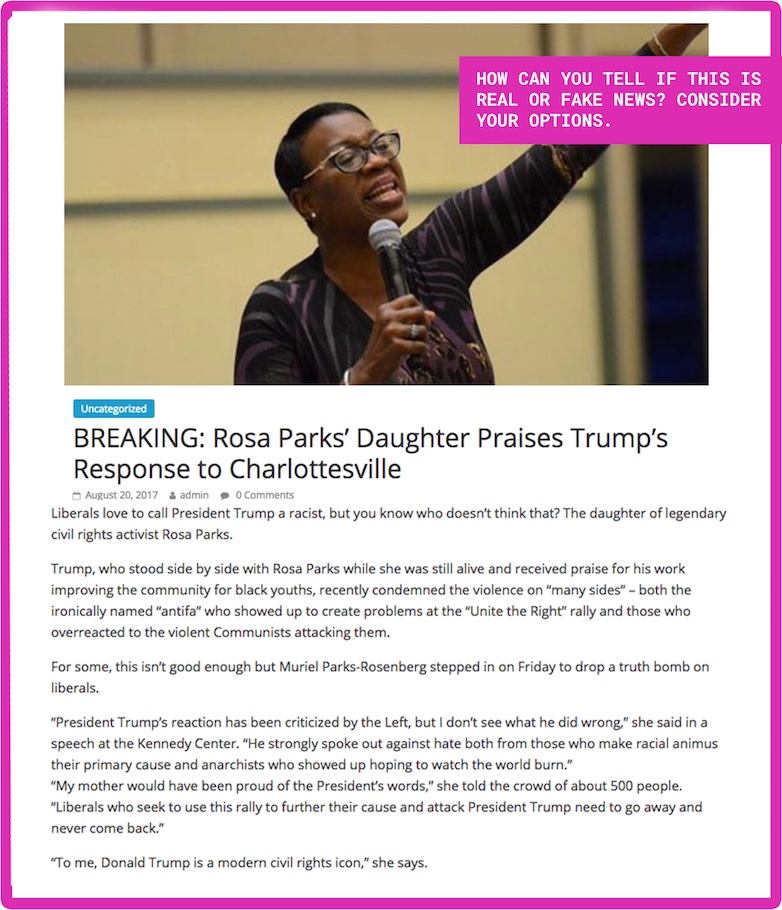 HOW CAN YOU TELL IF THIS IS
REAL OR FAKE NEWS? CONSIDER
YOUR OPTIONS.
Uncategorized
BREAKING: Rosa Parks’ Daughter Praises Trump’s
Response to Charlottesville
August 20, 2017 admin 0 Comments
Liberals love to call President Trump a racist, but you know who doesn’t think that? The daughter of legendary
civil rights activist Rosa Parks.
Trump, who stood side by side with Rosa Parks while she was still alive and received praise for his work
improving the community for black youths, recently condemned the violence on “many sides” – both the
ironically named “antifa” who showed up to create problems at the “Unite the Right” rally and those who
overreacted to the violent Communists attacking them.
For some, this isn’t good enough but Muriel Parks-Rosenberg stepped in on Friday to drop a truth bomb on
liberals.
“President Trump’s reaction has been criticized by the Left, but I don’t see what he did wrong,” she said in a
speech at the Kennedy Center. “He strongly spoke out against hate both from those who make racial animus
their primary cause and anarchists who showed up hoping to watch the world burn.”
“My mother would have been proud of the President’s words,” she told the crowd of about 500 people.
“Liberals who seek to use this rally to further their cause and attack President Trump need to go away and
never come back.”
“To me, Donald Trump is a modern civil rights icon,” she says.